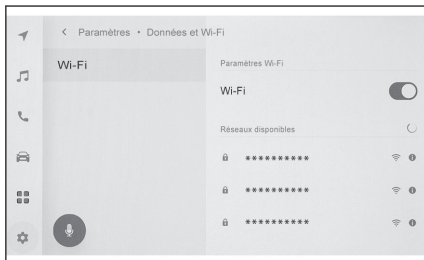 < Paramètres • Données et Wi-Fi
Wi-Fi
Paramètres Wi-Fi
Wi-Fi
Réseaux disponibles
**********
**********
**********